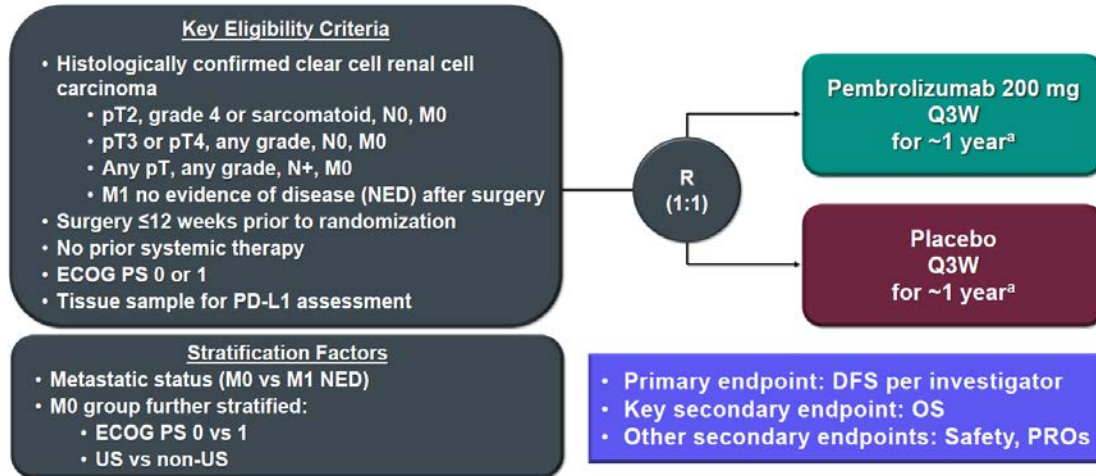 Key Eligibility Criteria
• Histologically confirmed clear cell renal cell
carcinoma
• pT2, grade 4 or sarcomatoid, N0, M0
• pT3 or pT4, any grade, N0, M0
• Any pT, any grade, N+, M0
• M1 no evidence of disease (NED) after surgery
• Surgery ≤12 weeks prior to randomization
• No prior systemic therapy
• ECOG PS 0 or 1
• Tissue sample for PD-L1 assessment
Stratification Factors
• Metastatic status (M0 vs M1 NED)
• M0 group further stratified:
• ECOG PS 0 vs 1
• US vs non-US
R
(1:1)
Pembrolizumab 200 mg
Q3W
for ~1 yearᵃ
Placebo
Q3W
for ~1 yearᵃ
• Primary endpoint: DFS per investigator
• Key secondary endpoint: OS
• Other secondary endpoints: Safety, PROs